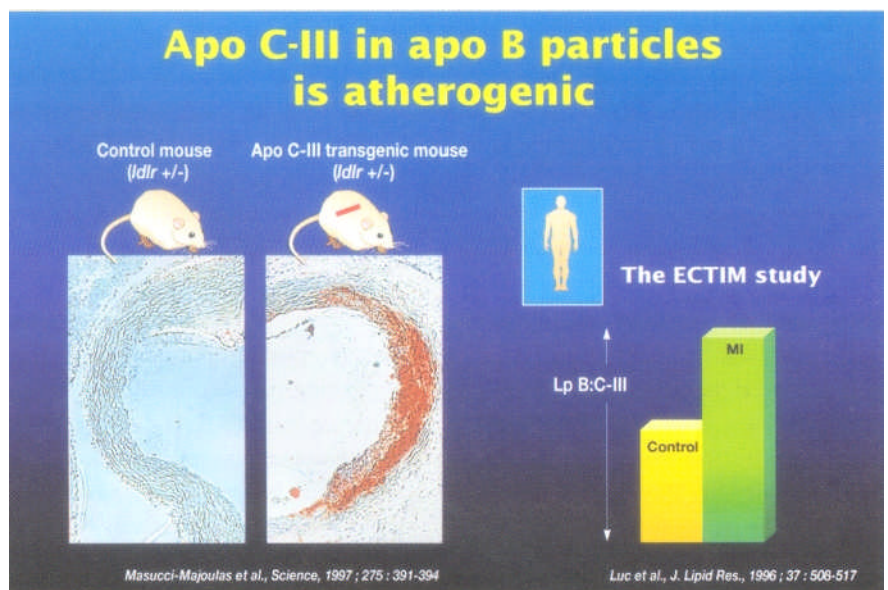 Apo C-III in apo B particles
is atherogenic
Control mouse
(ldlr +/-)
Apo C-III transgenic mouse
(ldlr +/-)
The ECTIM study
Lp B:C-III
Control
MI
Masucci-Majoulas et al., Science, 1997 ; 275 : 391-394
Luc et al., J. Lipid Res., 1996 ; 37 : 508-517